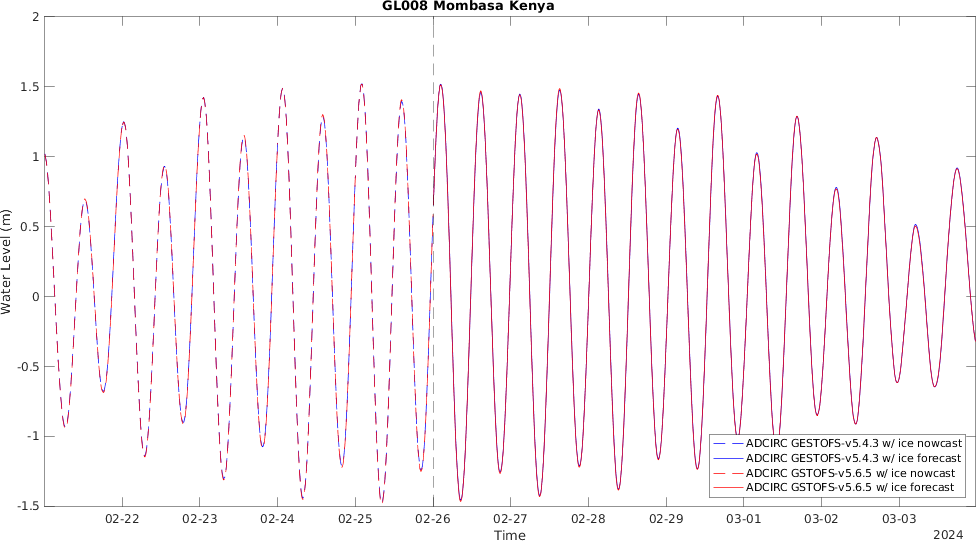 GL008 Mombasa Kenya
2
1.5
1
0.5
0
-0.5
-1
-1.5
Water Level (m)
02-22 02-23 02-24 02-25 02-26 02-27 02-28 02-29 03-01 03-02 03-03
Time
2024
ADCIRC GESTOFS-v5.4.3 w/ ice nowcast
ADCIRC GESTOFS-v5.4.3 w/ ice forecast
ADCIRC GSTOFS-v5.6.5 w/ ice nowcast
ADCIRC GSTOFS-v5.6.5 w/ ice forecast